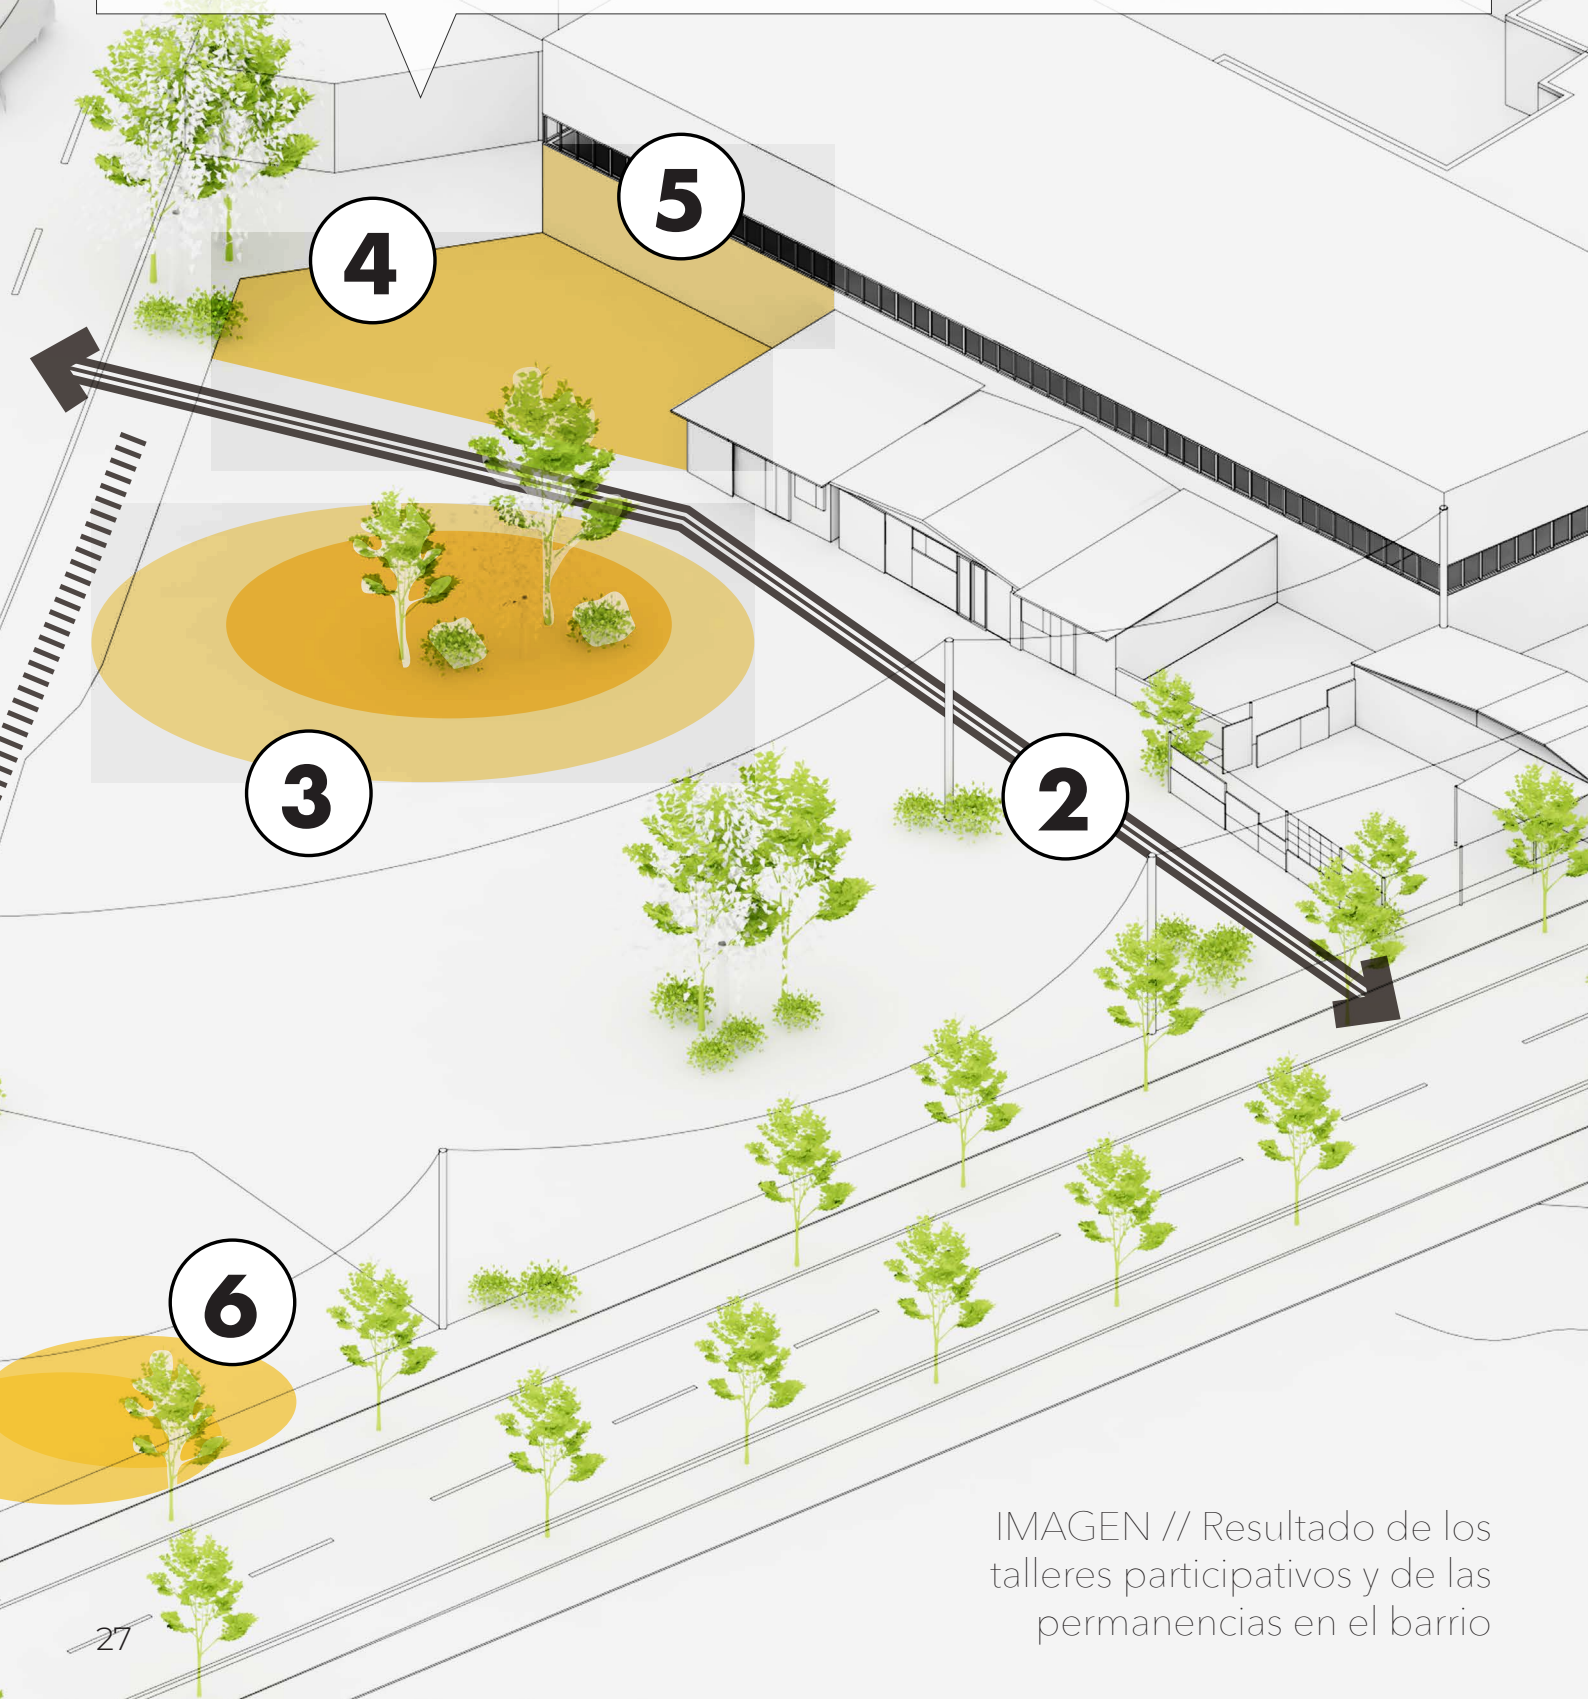 5
4
3
2
6
IMAGEN // Resultado de los
talleres participativos y de las
permanencias en el barrio
27